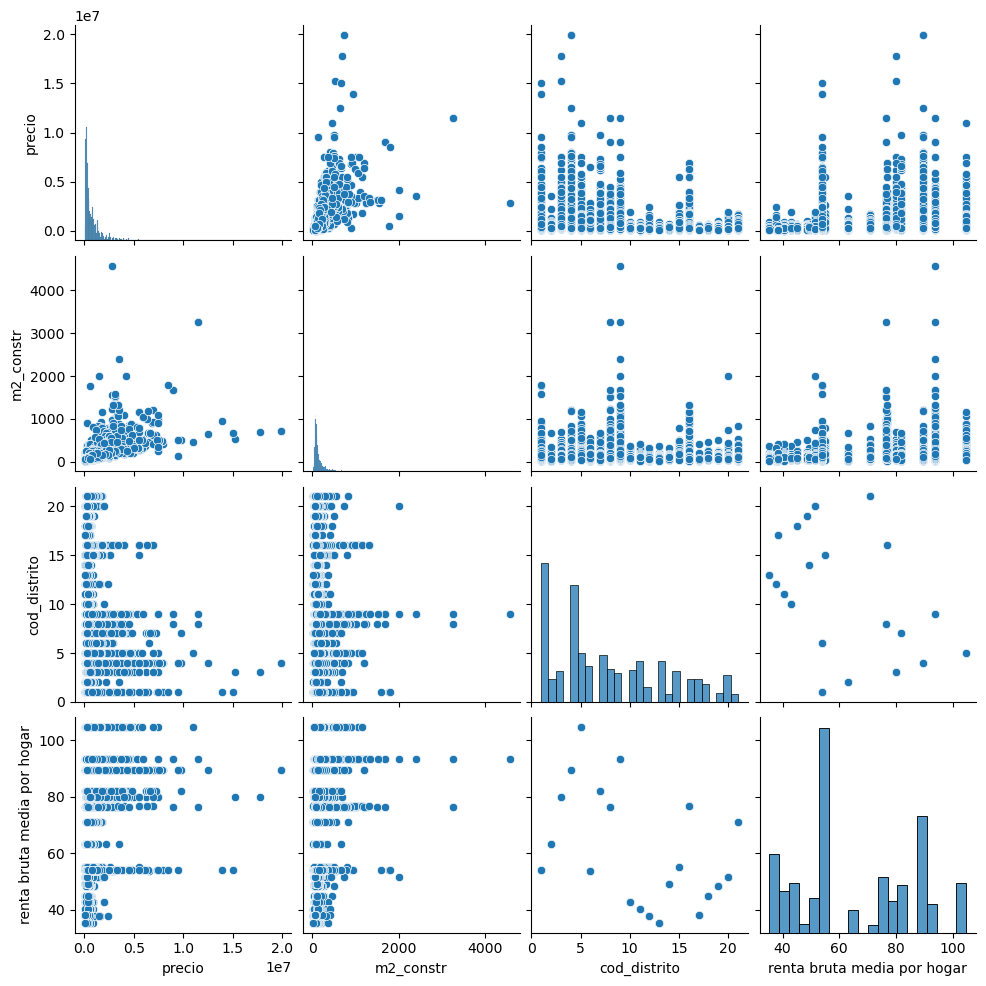 1e7
2.0
1.5
1.0
0.5
0.0
precio
4000
3000
2000
1000
0
m2_constr
20
15
10
5
0
cod_distrito
100
80
60
40
renta bruta media por hogar
0.0 0.5 1.0 1.5 2.0
1e7
precio
0 2000 4000
m2_constr
0 5 10 15 20
cod_distrito
40 60 80 100
renta bruta media por hogar